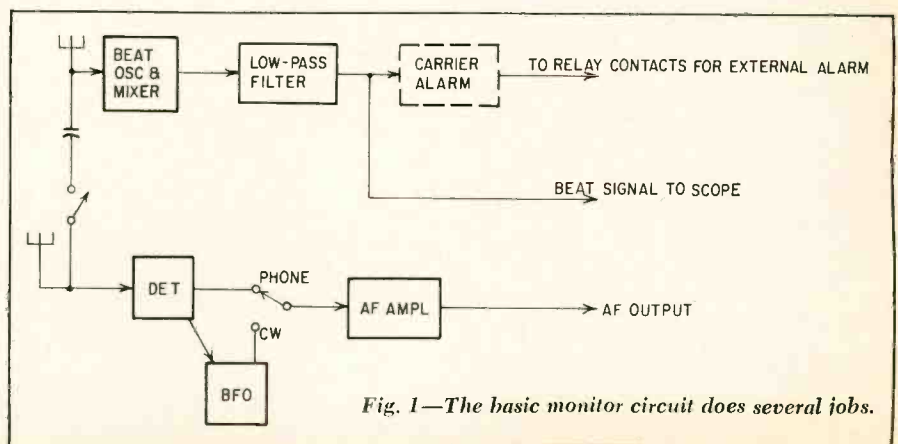 BEAT
OSC &
MIXER
LOW-PASS
FILTER
CARRIER
ALARM
TO RELAY CONTACTS FOR EXTERNAL ALARM
BEAT SIGNAL TO SCOPE
DET
PHONE
CW
BFO
AF AMPL
AF OUTPUT
Fig. 1—The basic monitor circuit does several jobs.